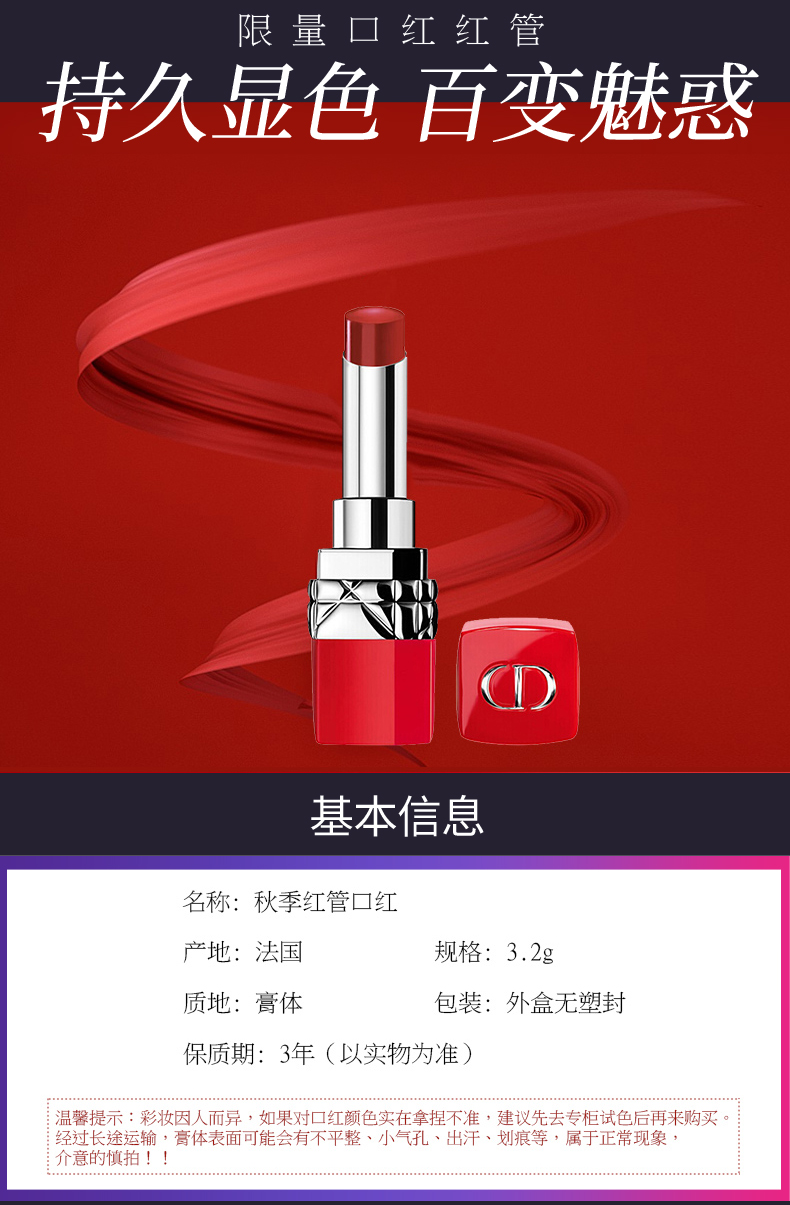 限量口红红管
持久显色 百变魅惑
CD
基本信息
名称：秋季红管口红
产地：法国 规格：3.2g
质地：膏体 包装：外盒无塑封
保质期：3年（以实物为准）
温馨提示：彩妆因人而异，如果对口红颜色实在拿捏不准，建议先去专柜试色后再来购买。
经过长途运输，膏体表面可能会有不平整、小气孔、出汗、划痕等，属于正常现象，
介意的慎拍！！